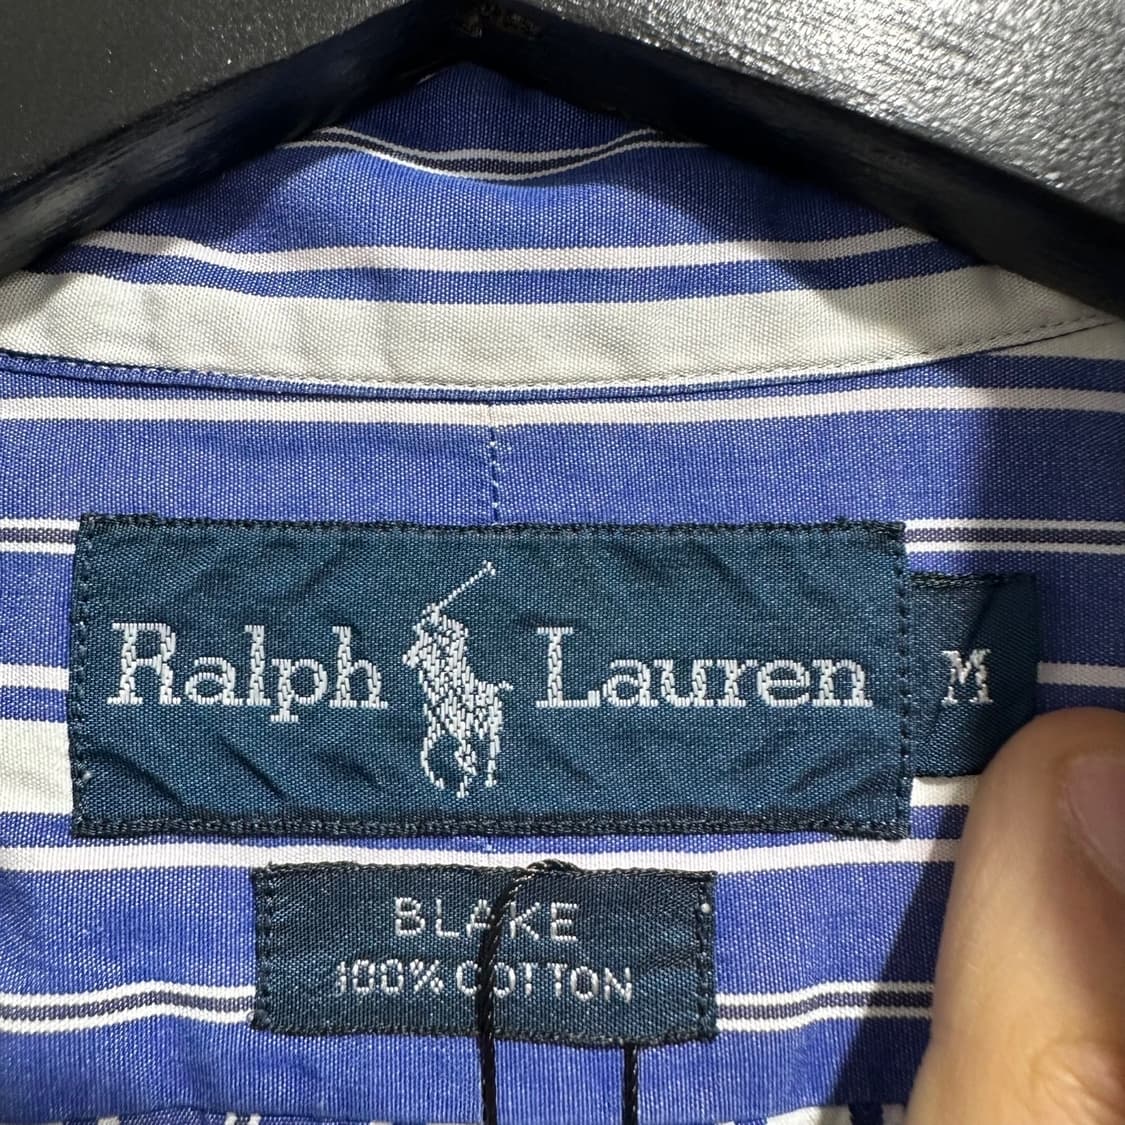 Ralph Lauren
M
BLAKE
100% COTTON